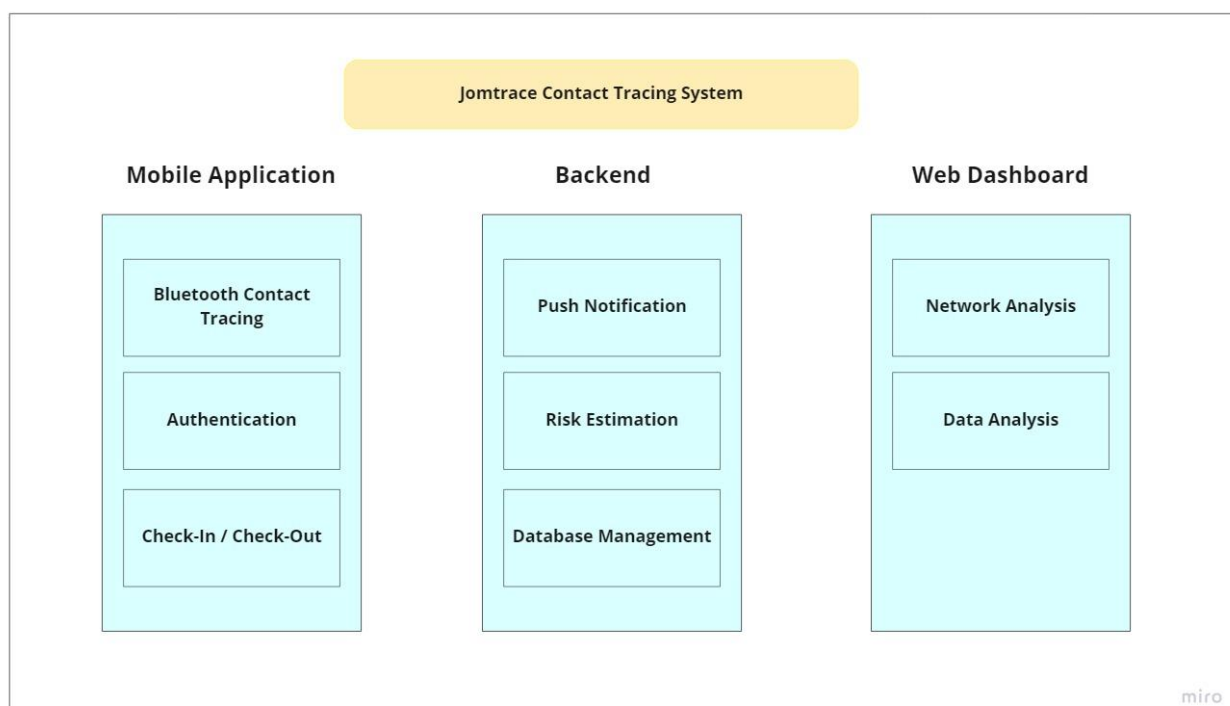 Jomtrace Contact Tracing System
Mobile Application
Backend
Web Dashboard
Bluetooth Contact
Tracing
Push Notification
Network Analysis
Authentication
Risk Estimation
Data Analysis
Check-In / Check-Out
Database Management
miro